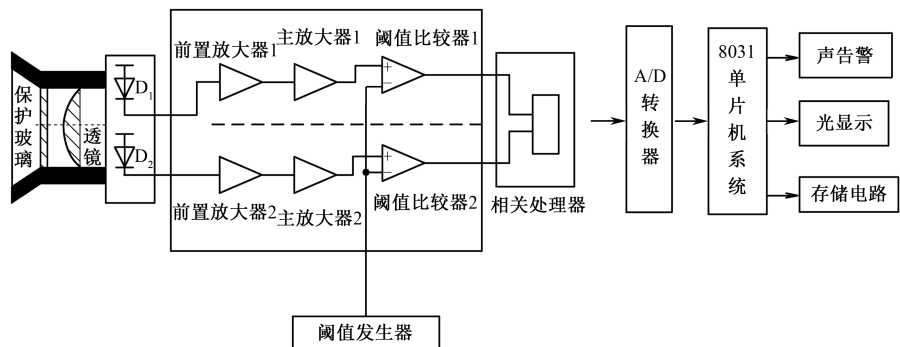 保护玻璃
透镜
D1
D2
前置放大器1
主放大器1
阈值比较器1
+
−
前置放大器2
主放大器2
阈值比较器2
+
−
阈值发生器
相关处理器
A/D
转换器
8031
单片机系统
声告警
光显示
存储电路